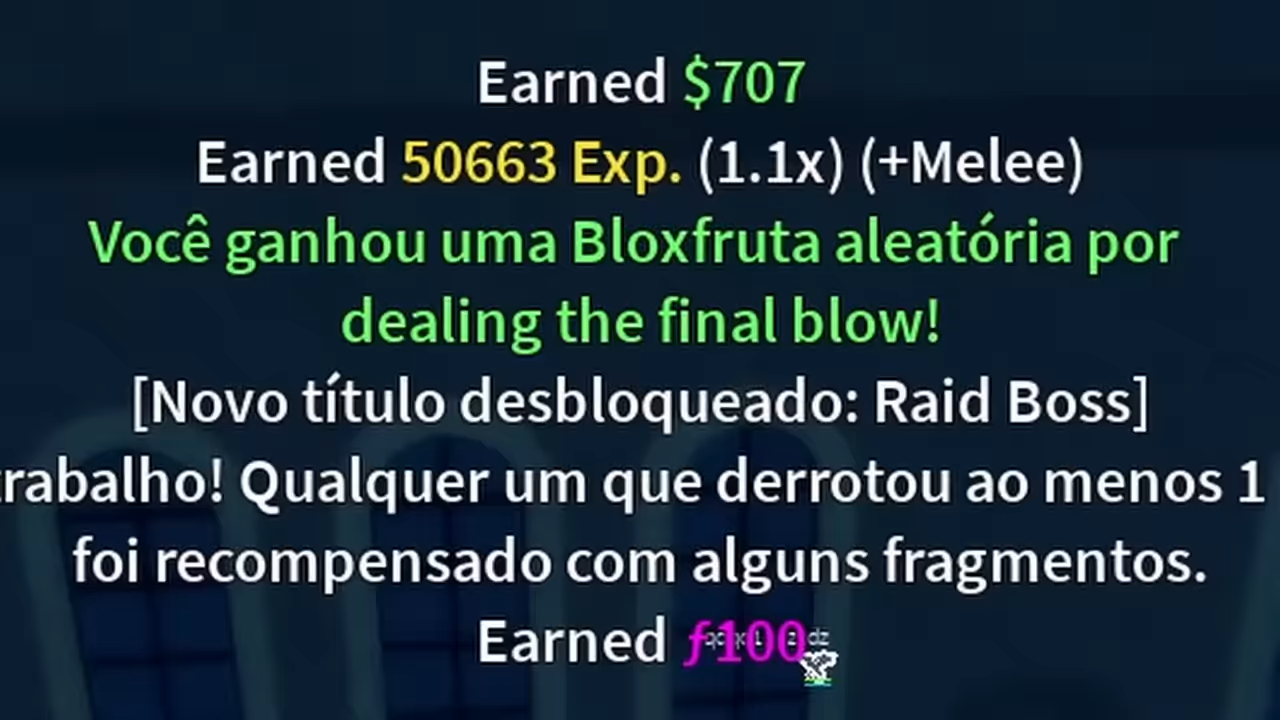 Earned $707
Earned 50663 Exp. (1.1x) (+Melee)
Você ganhou uma Bloxfruta aleatória por
dealing the final blow!
[Novo título desbloqueado: Raid Boss]
rabalho! Qualquer um que derrotou ao menos 1
foi recompensado com alguns fragmentos.
Earned ƒ100